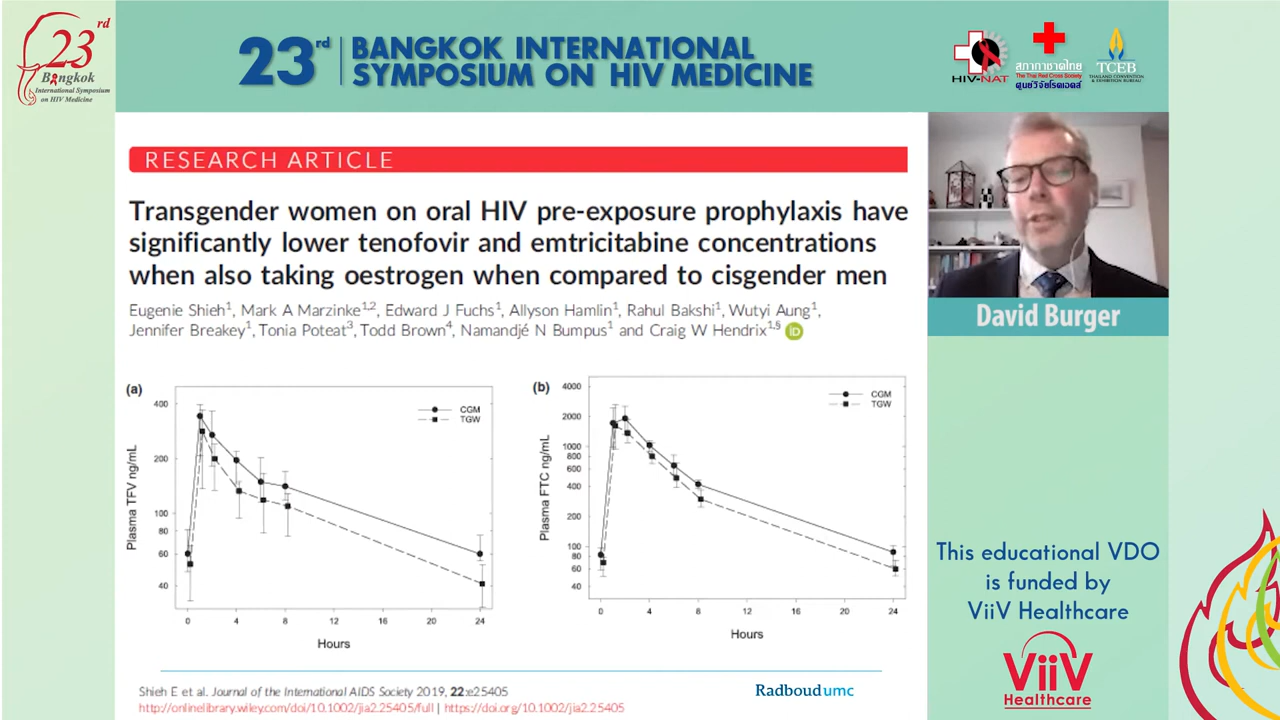 23rd
Bangkok
International Symposium
on HIV Medicine
23rd
BANGKOK INTERNATIONAL
SYMPOSIUM ON HIV MEDICINE
HIV-NAT
สภากาชาดไทย
The Thai Red Cross Society
ศูนย์วิจัยโรคเอดส์
TCEB
THAILAND CONVENTION
& EXHIBITION BUREAU
RESEARCH ARTICLE
Transgender women on oral HIV pre-exposure prophylaxis have
significantly lower tenofovir and emtricitabine concentrations
when also taking oestrogen when compared to cisgender men
Eugenie Shieh1, Mark A Marzinke1,2, Edward J Fuchs1, Allyson Hamlin1, Rahul Bakshi1, Wutyi Aung1,
Jennifer Breakey1, Tonia Poteat3, Todd Brown4, Namandjé N Bumpus1 and Craig W Hendrix1,§ iD
(a)
CGM
TGW
Plasma TFV ng/mL
400
200
100
80
60
40
0 4 8 12 16 20 24
Hours
(b)
CGM
TGW
Plasma FTC ng/mL
4000
2000
1000
800
600
400
200
100
80
60
40
0 4 8 12 16 20 24
Hours
Shieh E et al. Journal of the International AIDS Society 2019, 22:e25405
http://onlinelibrary.wiley.com/doi/10.1002/jia2.25405/full | https://doi.org/10.1002/jia2.25405
Radboudumc
David Burger
This educational VDO
is funded by
ViiV Healthcare
ViiV
Healthcare